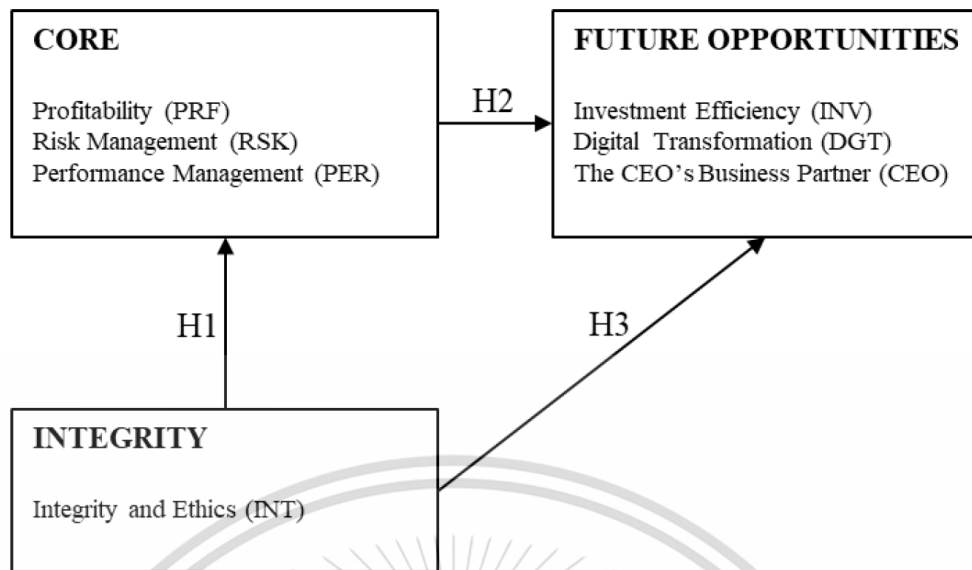 CORE
Profitability (PRF)
Risk Management (RSK)
Performance Management (PER)
H2
FUTURE OPPORTUNITIES
Investment Efficiency (INV)
Digital Transformation (DGT)
The CEO's Business Partner (CEO)
H1
H3
INTEGRITY
Integrity and Ethics (INT)